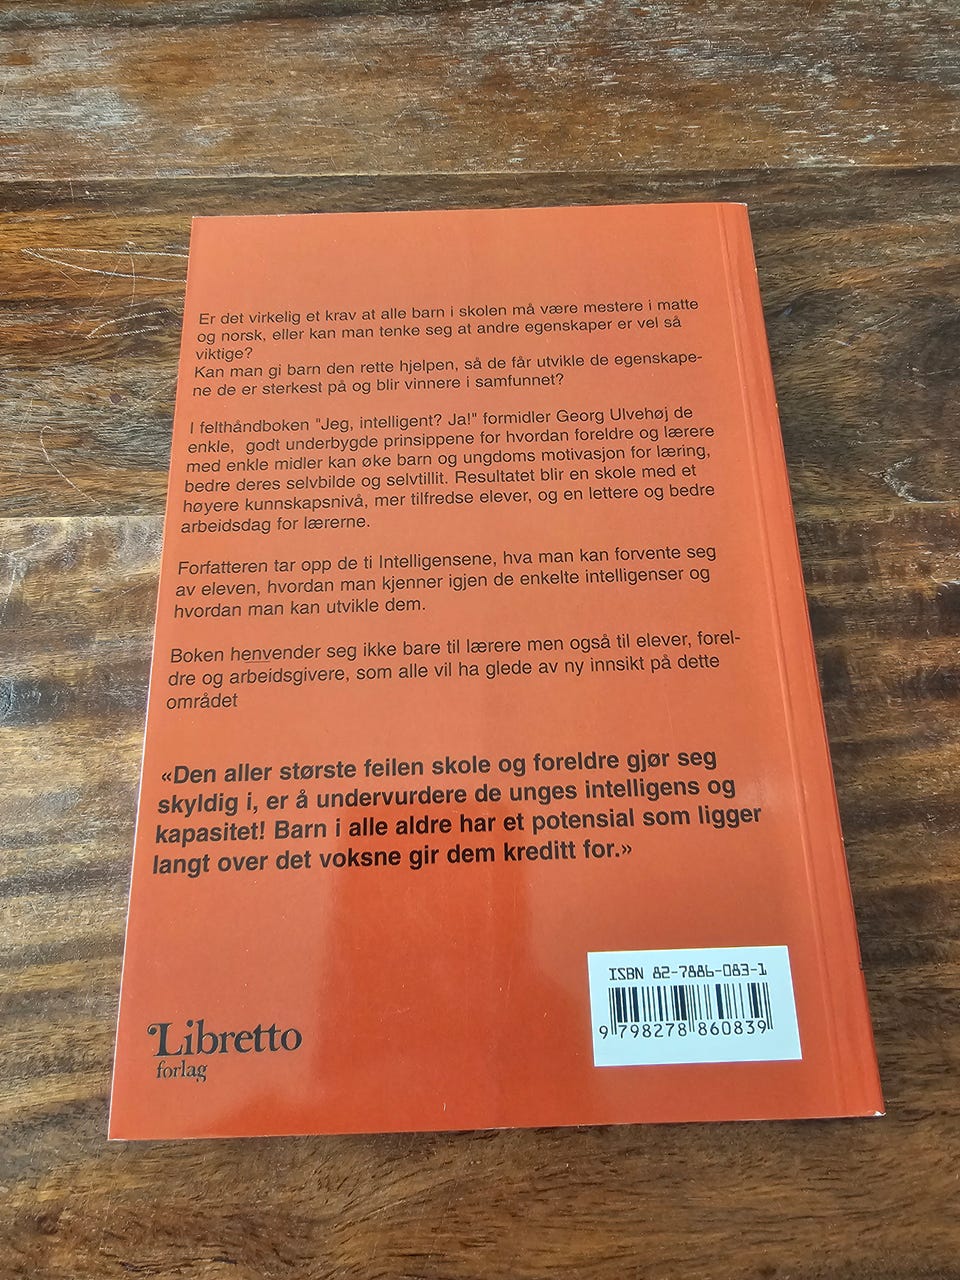 Er det virkelig et krav at alle barn i skolen må være mestere i matte
og norsk, eller kan man tenke seg at andre egenskaper er vel så
viktige?
Kan man gi barn den rette hjelpen, så de får utvikle de egenskape-
ne de er sterkest på og blir vinnere i samfunnet?
I felthåndboken "Jeg, intelligent? Ja!" formidler Georg Ulvehøj de
enkle, godt underbygde prinsippene for hvordan foreldre og lærere
med enkle midler kan øke barn og ungdoms motivasjon for læring,
bedre deres selvbilde og selvtillit. Resultatet blir en skole med et
høyere kunnskapsnivå, mer tilfredse elever, og en lettere og bedre
arbeidsdag for lærerne.
Forfatteren tar opp de ti Intelligensene, hva man kan forvente seg
av eleven, hvordan man kjenner igjen de enkelte intelligenser og
hvordan man kan utvikle dem.
Boken henvender seg ikke bare til lærere men også til elever, forel-
dre og arbeidsgivere, som alle vil ha glede av ny innsikt på dette
området
«Den aller største feilen skole og foreldre gjør seg
skyldig i, er å undervurdere de unges intelligens og
kapasitet! Barn i alle aldre har et potensial som ligger
langt over det voksne gir dem kreditt for.»
ISBN 82-7886-083-1
9 798278 860839
Libretto
forlag